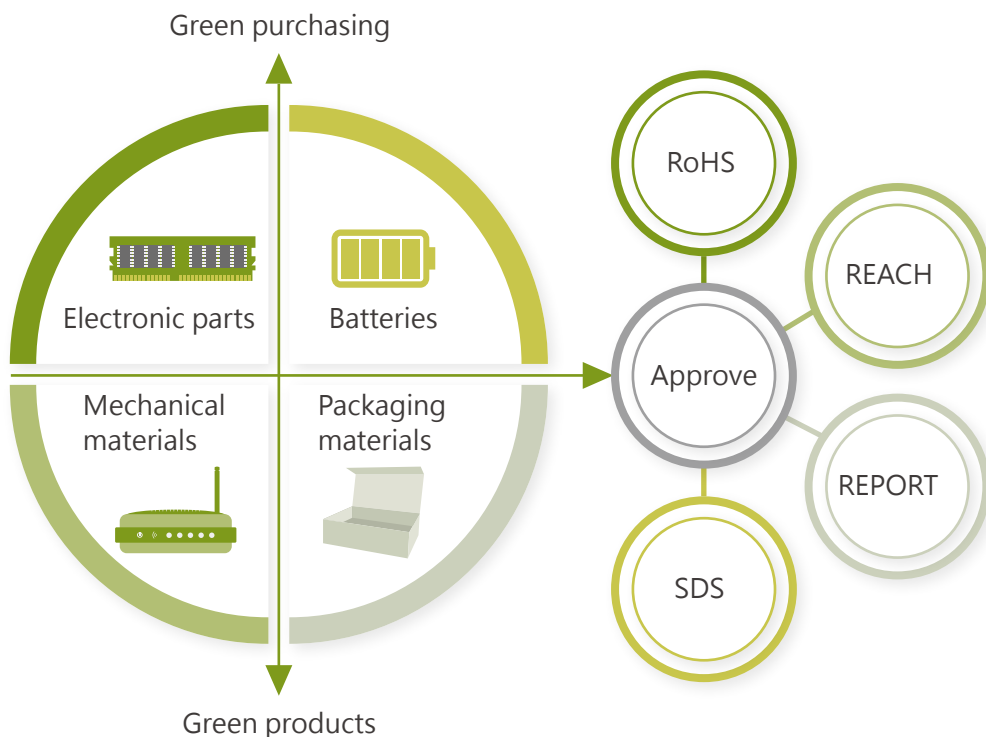 Green purchasing
Electronic parts
Batteries
Mechanical
materials
Packaging
materials
Green products
RoHS
REACH
Approve
REPORT
SDS